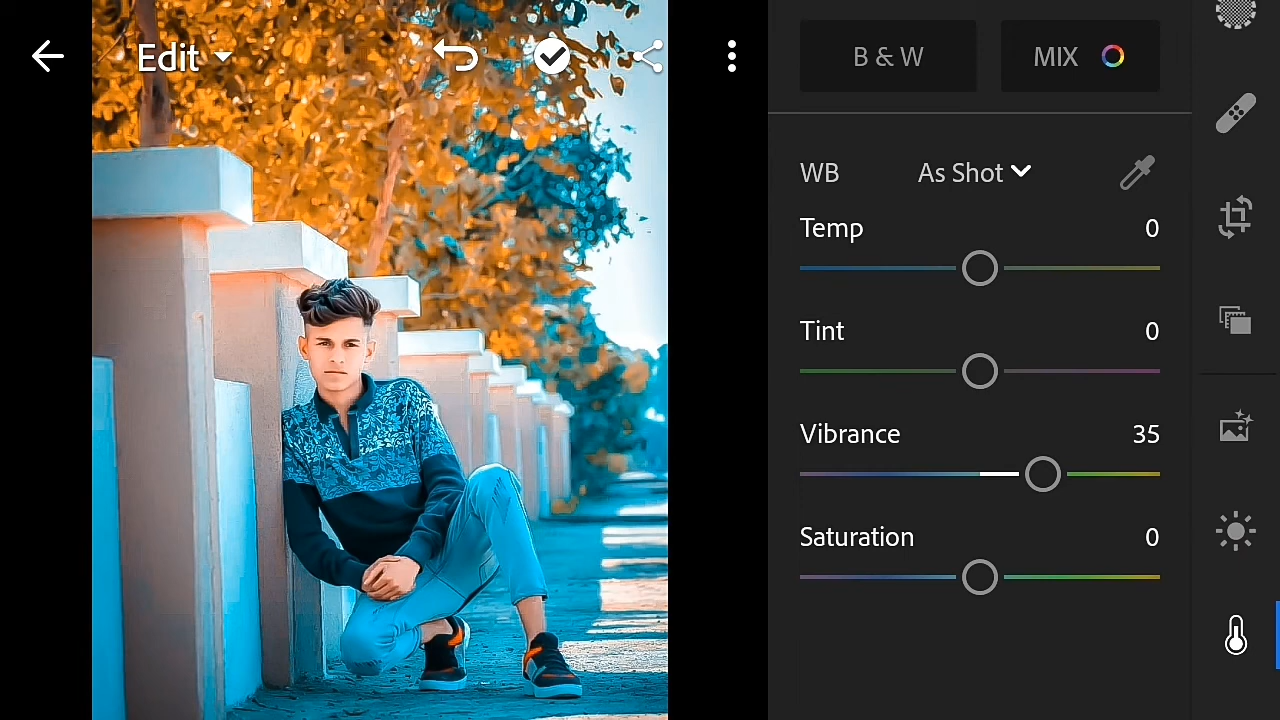 Edit
B & W
MIX
WB
As Shot
Temp
0
Tint
0
Vibrance
35
Saturation
0